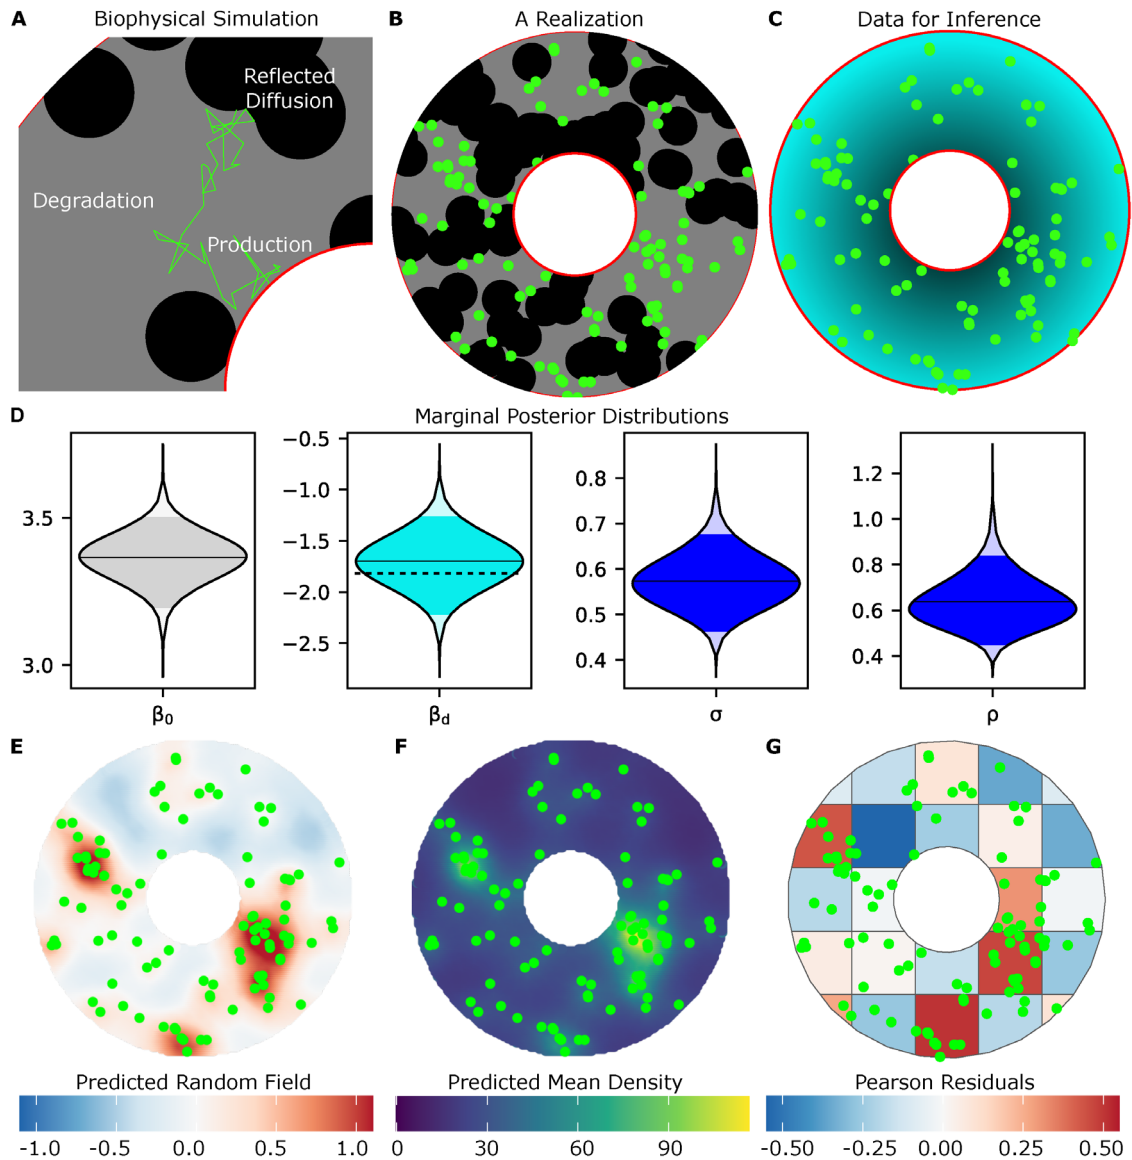 A Biophysical Simulation
B A Realization
C Data for Inference
Reflected
Diffusion
Degradation
Production
D Marginal Posterior Distributions
3.5
3.0
β0
−0.5
−1.0
−1.5
−2.0
−2.5
βd
0.8
0.7
0.6
0.5
0.4
σ
1.2
1.0
0.8
0.6
0.4
ρ
E
F
G
Predicted Random Field
-1.0 -0.5 0.0 0.5 1.0
Predicted Mean Density
0 30 60 90
Pearson Residuals
-0.50 -0.25 0.00 0.25 0.50